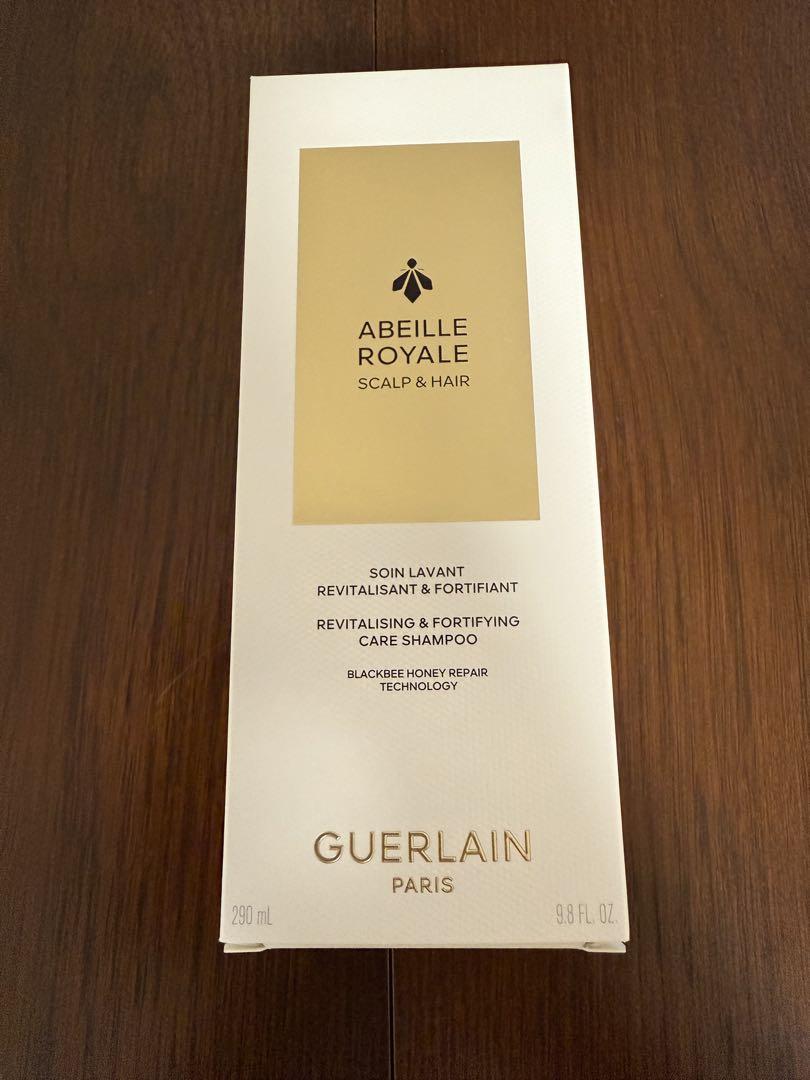 ABEILLE
ROYALE
SCALP & HAIR
SOIN LAVANT
REVITALISANT & FORTIFIANT
REVITALISING & FORTIFYING
CARE SHAMPOO
BLACKBEE HONEY REPAIR
TECHNOLOGY
GUERLAIN
PARIS
290 mL
9.8 FL. OZ.